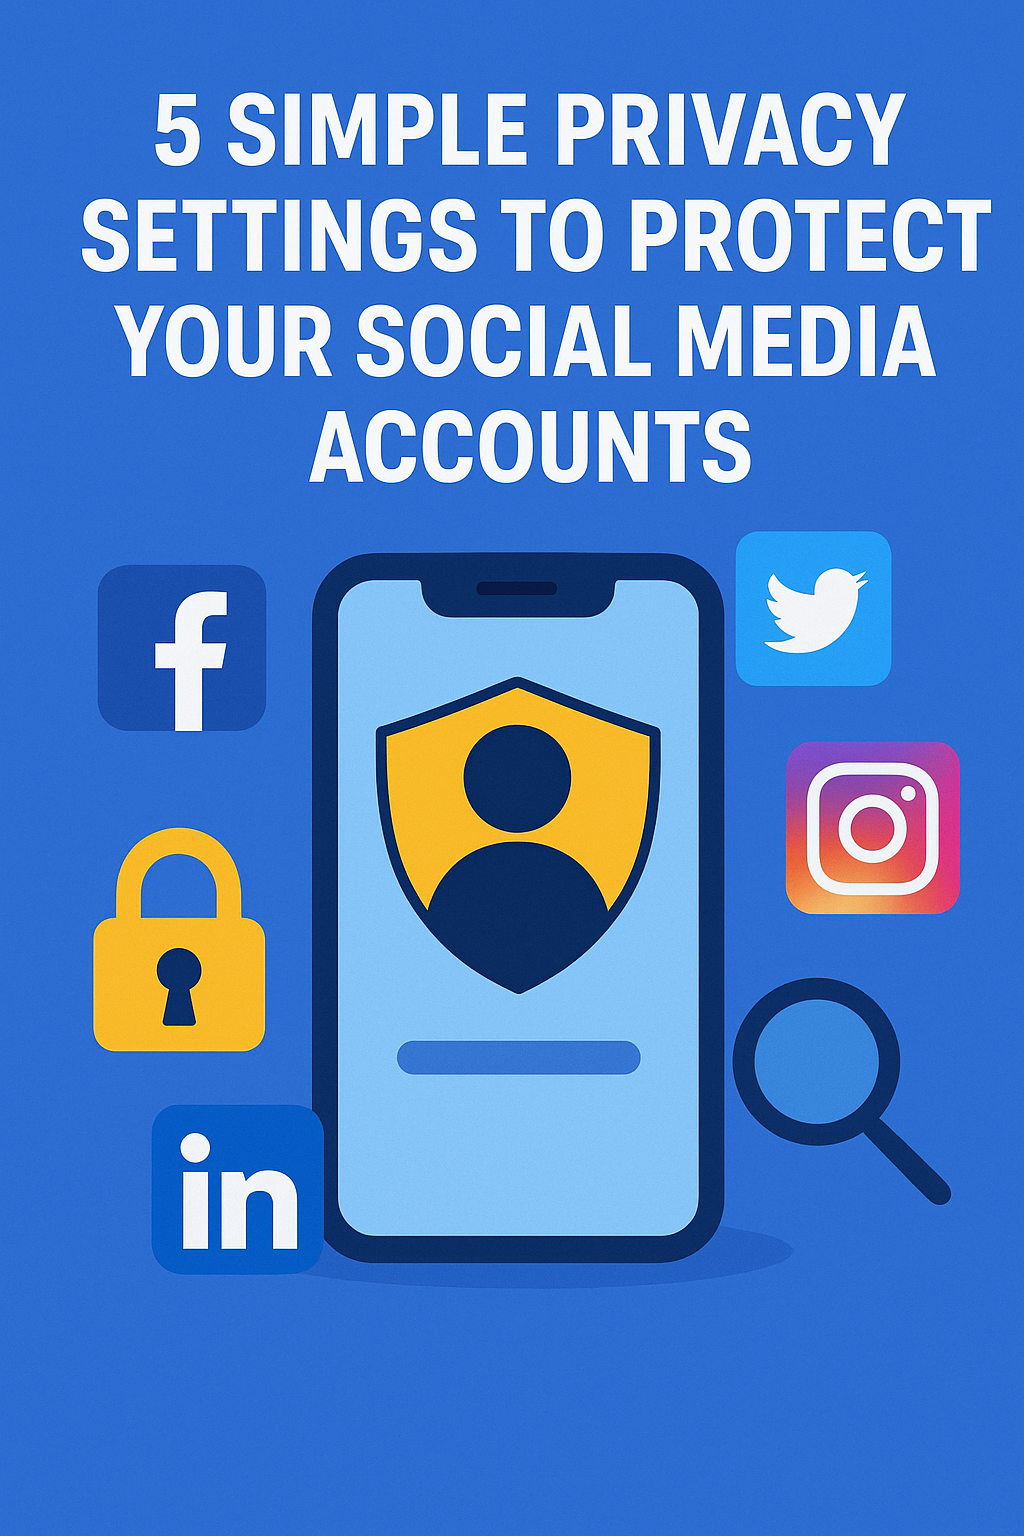 5 SIMPLE PRIVACY
SETTINGS TO PROTECT
YOUR SOCIAL MEDIA
ACCOUNTS
f
in